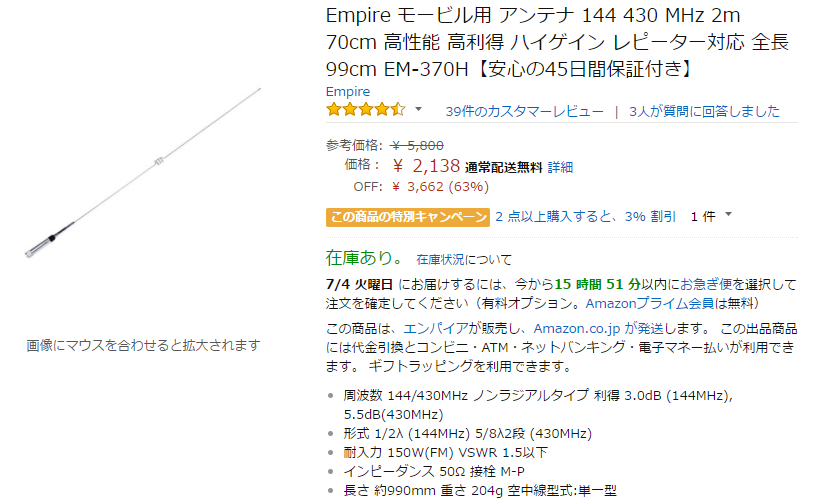 Empire モービル用 アンテナ 144 430 MHz 2m
70cm 高性能 高利得 ハイゲイン レピーター対応 全長
99cm EM-370H【安心の45日間保証付き】
Empire
39件のカスタマーレビュー | 3人が質問に回答しました
参考価格: ￥ 5,800
価格： ￥ 2,138 通常配送無料 詳細
OFF: ￥ 3,662 (63%)
この商品の特別キャンペーン 2 点以上購入すると、3% 割引 1 件
在庫あり。 在庫状況について
7/4 火曜日 にお届けするには、今から15 時間 51 分以内にお急ぎ便を選択して
注文を確定してください（有料オプション。Amazonプライム会員は無料）
この商品は、エンパイアが販売し、Amazon.co.jp が発送します。 この出品商品
には代金引換とコンビニ・ATM・ネットバンキング・電子マネー払いが利用でき
ます。 ギフトラッピングを利用できます。
画像にマウスを合わせると拡大されます
周波数 144/430MHz ノンラジアルタイプ 利得 3.0dB (144MHz),
5.5dB(430MHz)
形式 1/2λ (144MHz) 5/8λ2段 (430MHz)
耐入力 150W(FM) VSWR 1.5以下
インピーダンス 50Ω 接栓 M-P
長さ 約990mm 重さ 204g 空中線型式:単一型